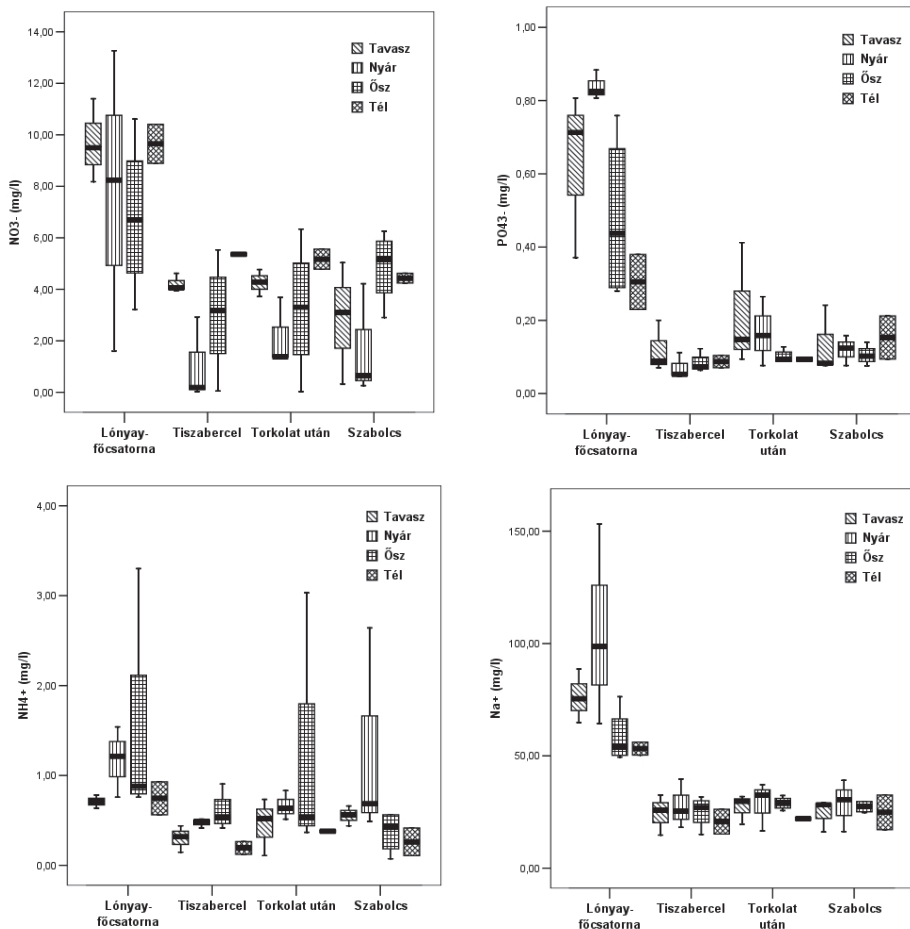 14,00
12,00
10,00
8,00
6,00
4,00
2,00
0,00
NO3- (mg/l)
Tavasz
Nyár
Ősz
Tél
Lónyay-
főcsatorna
Tiszabercel
Torkolat után
Szabolcs
1,00
0,80
0,60
0,40
0,20
0,00
PO43- (mg/l)
Tavasz
Nyár
Ősz
Tél
Lónyay-
főcsatorna
Tiszabercel
Torkolat
után
Szabolcs
4,00
3,00
2,00
1,00
0,00
NH4+ (mg/l)
Tavasz
Nyár
Ősz
Tél
Lónyay-
főcsatorna
Tiszabercel
Torkolat után
Szabolcs
150,00
100,00
50,00
0,00
Na+ (mg/l)
Tavasz
Nyár
Ősz
Tél
Lónyay-
főcsatorna
Tiszabercel
Torkolat
után
Szabolcs